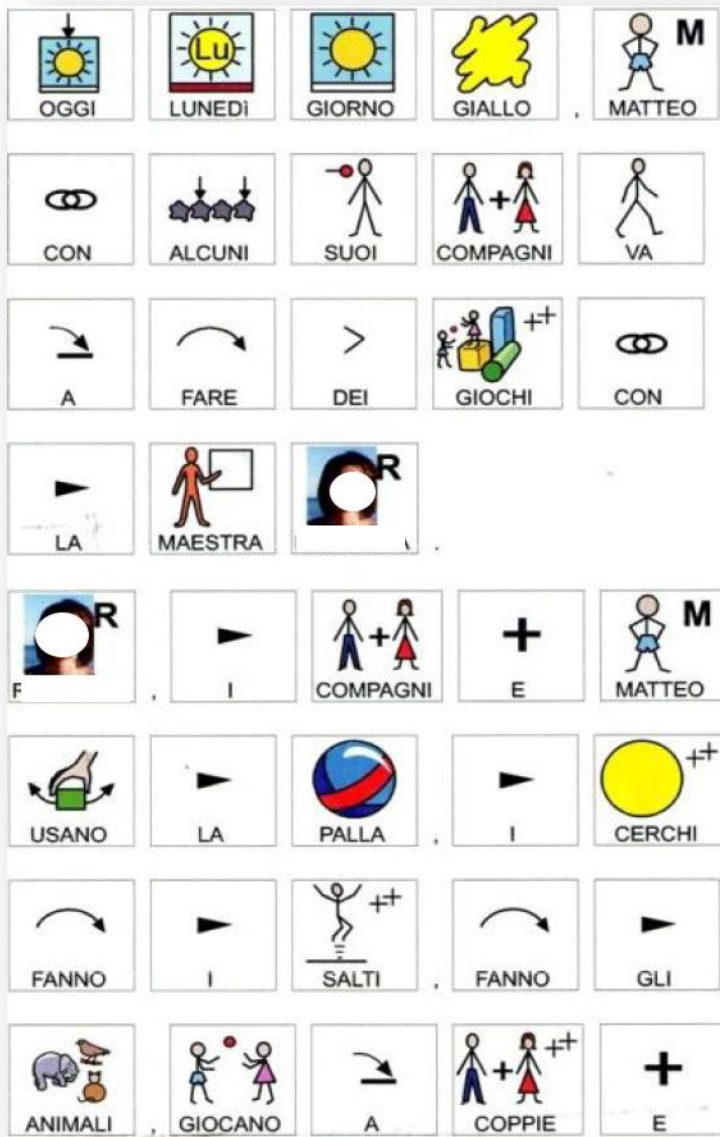 Lu M
OGGI LUNEDì GIORNO GIALLO , MATTEO
CON ALCUNI SUOI COMPAGNI VA
A FARE DEI GIOCHI CON
R
LA MAESTRA .
R M
, I COMPAGNI E MATTEO
USANO LA PALLA , I CERCHI
FANNO I SALTI , FANNO GLI
ANIMALI , GIOCANO A COPPIE E